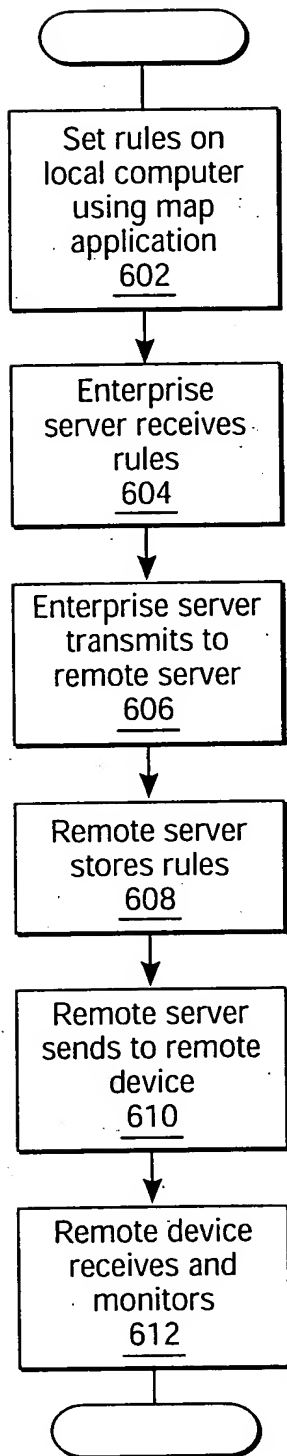 Set rules on
local computer
using map
application
602
Enterprise
server receives
rules
604
Enterprise server
transmits to
remote server
606
Remote server
stores rules
608
Remote server
sends to remote
device
610
Remote device
receives and
monitors
612